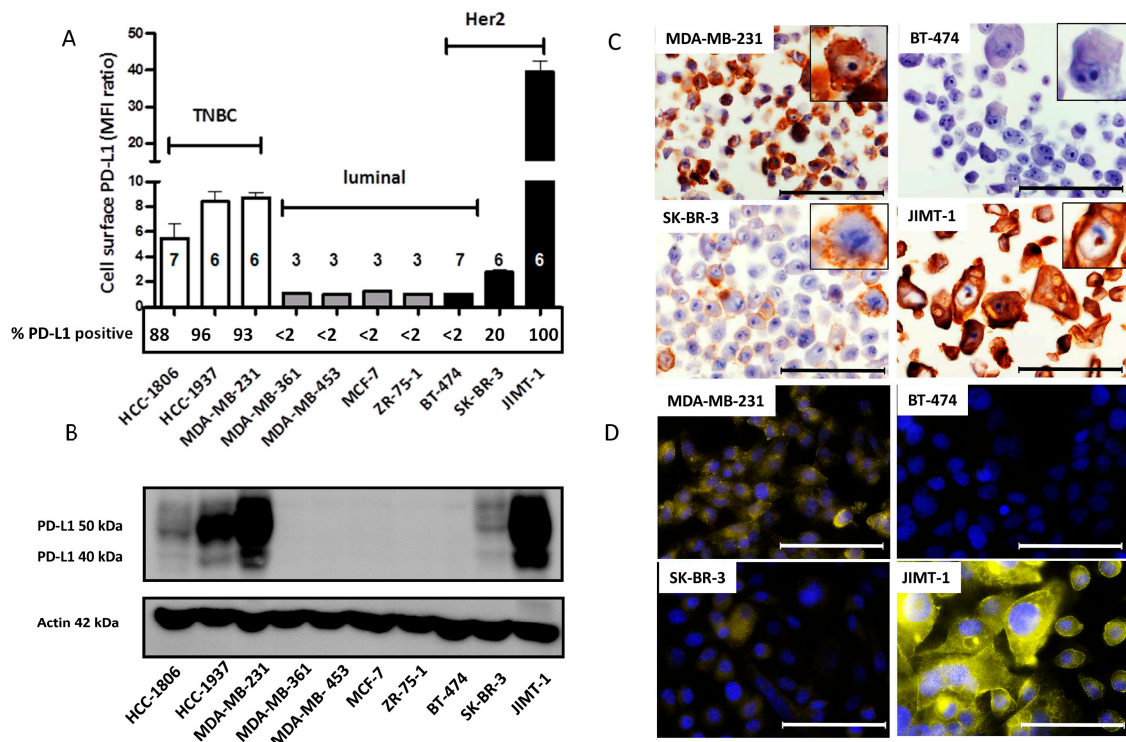 A
Her2
50
40
30
20
10
8
6
4
2
0
Cell surface PD-L1 (MFI ratio)
TNBC
luminal
7 6 6 3 3 3 3 7 6 6
% PD-L1 positive 88 96 93 <2 <2 <2 <2 <2 20 100
HCC-1806
HCC-1937
MDA-MB-231
MDA-MB-361
MDA-MB-453
MCF-7
ZR-75-1
BT-474
SK-BR-3
JIMT-1
B
PD-L1 50 kDa
PD-L1 40 kDa
Actin 42 kDa
HCC-1806
HCC-1937
MDA-MB-231
MDA-MB-361
MDA-MB- 453
MCF-7
ZR-75-1
BT-474
SK-BR-3
JIMT-1
C
MDA-MB-231
BT-474
SK-BR-3
JIMT-1
D
MDA-MB-231
BT-474
SK-BR-3
JIMT-1